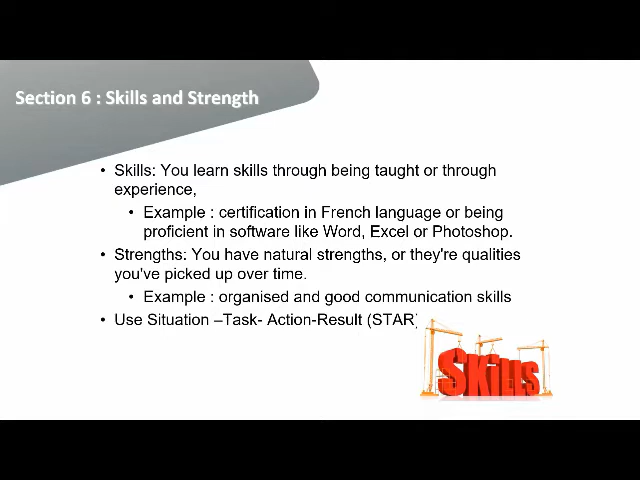 Section 6 : Skills and Strength
• Skills: You learn skills through being taught or through
experience,
• Example : certification in French language or being
proficient in software like Word, Excel or Photoshop.
• Strengths: You have natural strengths, or they're qualities
you've picked up over time.
• Example : organised and good communication skills
• Use Situation –Task- Action-Result (STAR)
SKillS